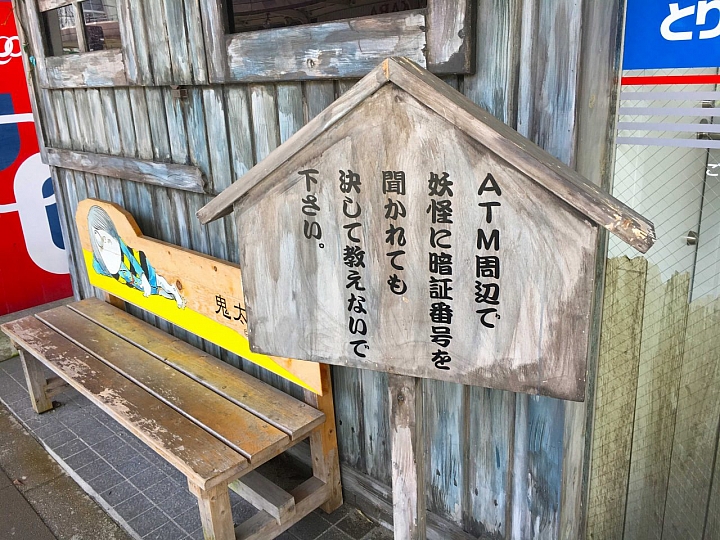 ATM周辺で
妖怪に暗証番号を
聞かれても
決して教えないで
下さい。
鬼太
とり